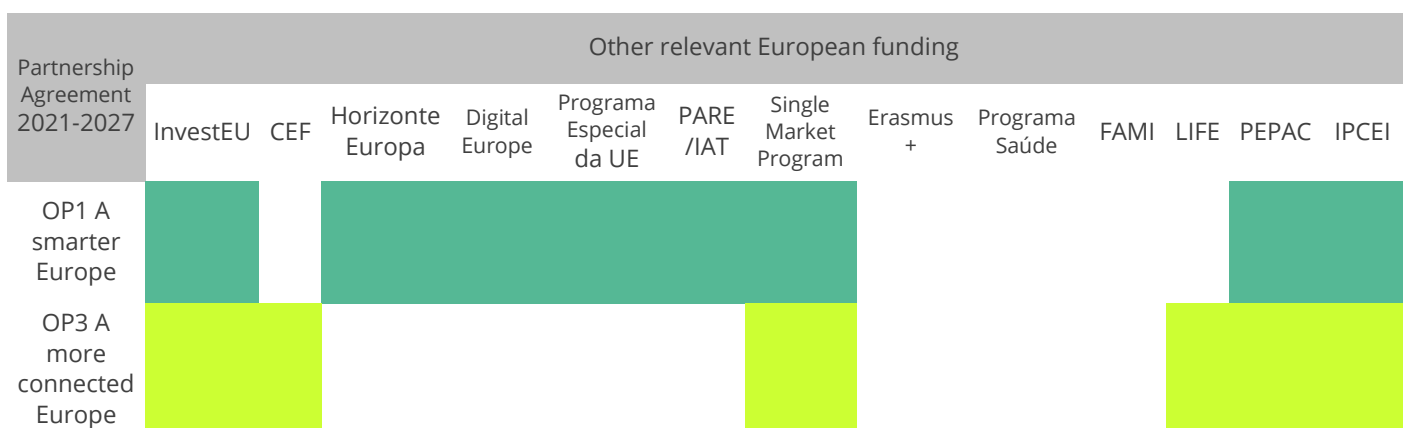 Other relevant European funding
Partnership
Agreement
2021-2027
InvestEU
CEF
Horizonte
Europa
Digital
Europe
Programa
Especial
da UE
PARE
/IAT
Single
Market
Program
Erasmus
+
Programa
Saúde
FAMI
LIFE
PEPAC
IPCEI
OP1 A
smarter
Europe
OP3 A
more
connected
Europe